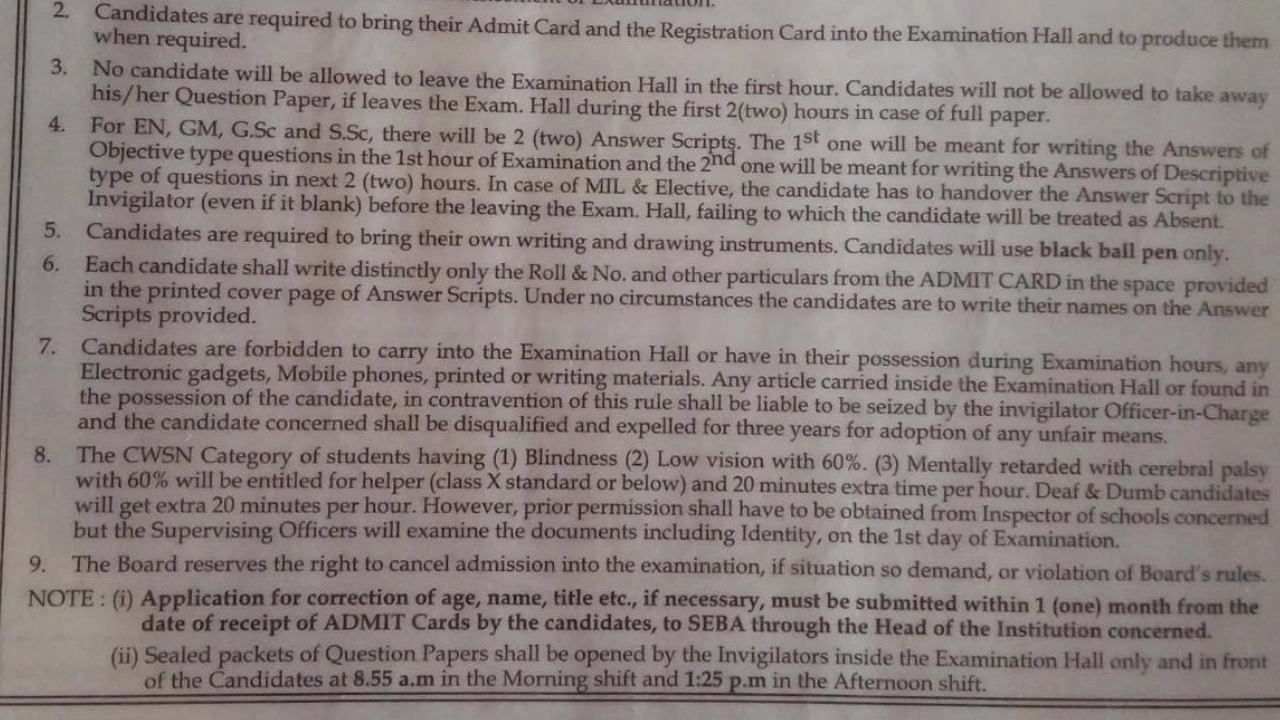 of Examination.
2. Candidates are required to bring their Admit Card and the Registration Card into the Examination Hall and to produce them
when required.
3. No candidate will be allowed to leave the Examination Hall in the first hour. Candidates will not be allowed to take away
his/her Question Paper, if leaves the Exam. Hall during the first 2(two) hours in case of full paper.
4. For EN, GM, G.Sc and S.Sc, there will be 2 (two) Answer Scripts. The 1st one will be meant for writing the Answers of
Objective type questions in the 1st hour of Examination and the 2nd one will be meant for writing the Answers of Descriptive
type of questions in next 2 (two) hours. In case of MIL & Elective, the candidate has to handover the Answer Script to the
Invigilator (even if it blank) before the leaving the Exam. Hall, failing to which the candidate will be treated as Absent.
5. Candidates are required to bring their own writing and drawing instruments. Candidates will use black ball pen only.
6. Each candidate shall write distinctly only the Roll & No. and other particulars from the ADMIT CARD in the space provided
in the printed cover page of Answer Scripts. Under no circumstances the candidates are to write their names on the Answer
Scripts provided.
7. Candidates are forbidden to carry into the Examination Hall or have in their possession during Examination hours, any
Electronic gadgets, Mobile phones, printed or writing materials. Any article carried inside the Examination Hall or found in
the possession of the candidate, in contravention of this rule shall be liable to be seized by the invigilator Officer-in-Charge
and the candidate concerned shall be disqualified and expelled for three years for adoption of any unfair means.
8. The CWSN Category of students having (1) Blindness (2) Low vision with 60%. (3) Mentally retarded with cerebral palsy
with 60% will be entitled for helper (class X standard or below) and 20 minutes extra time per hour. Deaf & Dumb candidates
will get extra 20 minutes per hour. However, prior permission shall have to be obtained from Inspector of schools concerned
but the Supervising Officers will examine the documents including Identity, on the 1st day of Examination.
9. The Board reserves the right to cancel admission into the examination, if situation so demand, or violation of Board's rules.
NOTE : (i) Application for correction of age, name, title etc., if necessary, must be submitted within 1 (one) month from the
date of receipt of ADMIT Cards by the candidates, to SEBA through the Head of the Institution concerned.
(ii) Sealed packets of Question Papers shall be opened by the Invigilators inside the Examination Hall only and in front
of the Candidates at 8.55 a.m in the Morning shift and 1:25 p.m in the Afternoon shift.